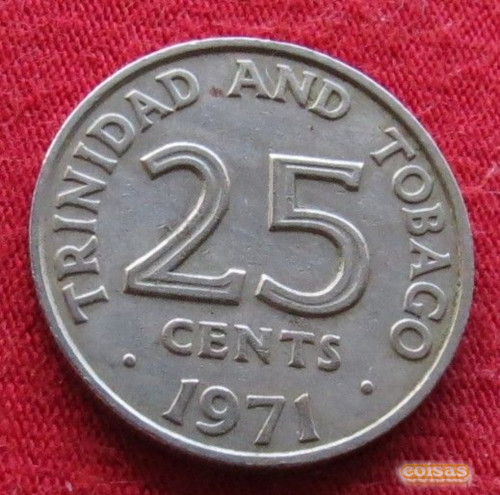 TRINIDAD AND TOBAGO
25
CENTS
· 1971 ·
coisas